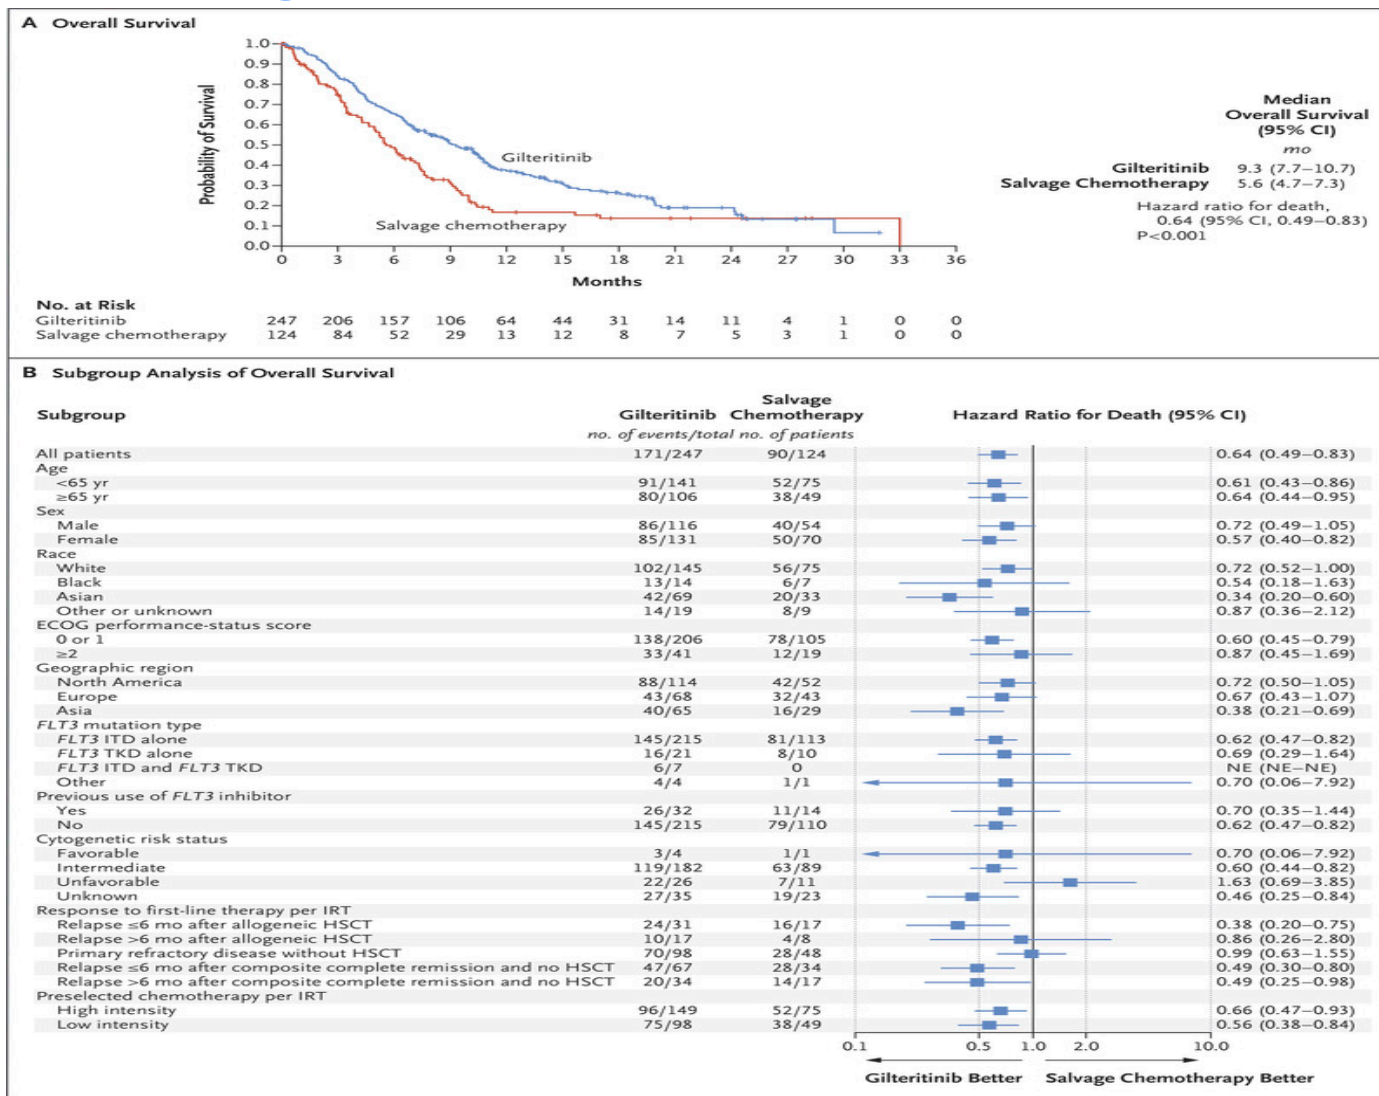 A Overall Survival
1.0
0.9
0.8
0.7
0.6
0.5
0.4
0.3
0.2
0.1
0.0
Probability of Survival
Gilteritinib
Salvage chemotherapy
0 3 6 9 12 15 18 21 24 27 30 33 36
Months
Median
Overall Survival
(95% CI)
mo
Gilteritinib 9.3 (7.7–10.7)
Salvage Chemotherapy 5.6 (4.7–7.3)
Hazard ratio for death,
0.64 (95% CI, 0.49–0.83)
P<0.001
No. at Risk
Gilteritinib 247 206 157 106 64 44 31 14 11 4 1 0 0
Salvage chemotherapy 124 84 52 29 13 12 8 7 5 3 1 0 0
B Subgroup Analysis of Overall Survival
Subgroup Gilteritinib Salvage Chemotherapy Hazard Ratio for Death (95% CI)
no. of events/total no. of patients
All patients 171/247 90/124 0.64 (0.49–0.83)
Age
<65 yr 91/141 52/75 0.61 (0.43–0.86)
≥65 yr 80/106 38/49 0.64 (0.44–0.95)
Sex
Male 86/116 40/54 0.72 (0.49–1.05)
Female 85/131 50/70 0.57 (0.40–0.82)
Race
White 102/145 56/75 0.72 (0.52–1.00)
Black 13/14 6/7 0.54 (0.18–1.63)
Asian 42/69 20/33 0.34 (0.20–0.60)
Other or unknown 14/19 8/9 0.87 (0.36–2.12)
ECOG performance-status score
0 or 1 138/206 78/105 0.60 (0.45–0.79)
≥2 33/41 12/19 0.87 (0.45–1.69)
Geographic region
North America 88/114 42/52 0.72 (0.50–1.05)
Europe 43/68 32/43 0.67 (0.43–1.07)
Asia 40/65 16/29 0.38 (0.21–0.69)
FLT3 mutation type
FLT3 ITD alone 145/215 81/113 0.62 (0.47–0.82)
FLT3 TKD alone 16/21 8/10 0.69 (0.29–1.64)
FLT3 ITD and FLT3 TKD 6/7 0 NE (NE–NE)
Other 4/4 1/1 0.70 (0.06–7.92)
Previous use of FLT3 inhibitor
Yes 26/32 11/14 0.70 (0.35–1.44)
No 145/215 79/110 0.62 (0.47–0.82)
Cytogenetic risk status
Favorable 3/4 1/1 0.70 (0.06–7.92)
Intermediate 119/182 63/89 0.60 (0.44–0.82)
Unfavorable 22/26 7/11 1.63 (0.69–3.85)
Unknown 27/35 19/23 0.46 (0.25–0.84)
Response to first-line therapy per IRT
Relapse ≤6 mo after allogeneic HSCT 24/31 16/17 0.38 (0.20–0.75)
Relapse >6 mo after allogeneic HSCT 10/17 4/8 0.86 (0.26–2.80)
Primary refractory disease without HSCT 70/98 28/48 0.99 (0.63–1.55)
Relapse ≤6 mo after composite complete remission and no HSCT 47/67 28/34 0.49 (0.30–0.80)
Relapse >6 mo after composite complete remission and no HSCT 20/34 14/17 0.49 (0.25–0.98)
Preselected chemotherapy per IRT
High intensity 96/149 52/75 0.66 (0.47–0.93)
Low intensity 75/98 38/49 0.56 (0.38–0.84)
0.1 0.5 1.0 2.0 10.0
Gilteritinib Better Salvage Chemotherapy Better